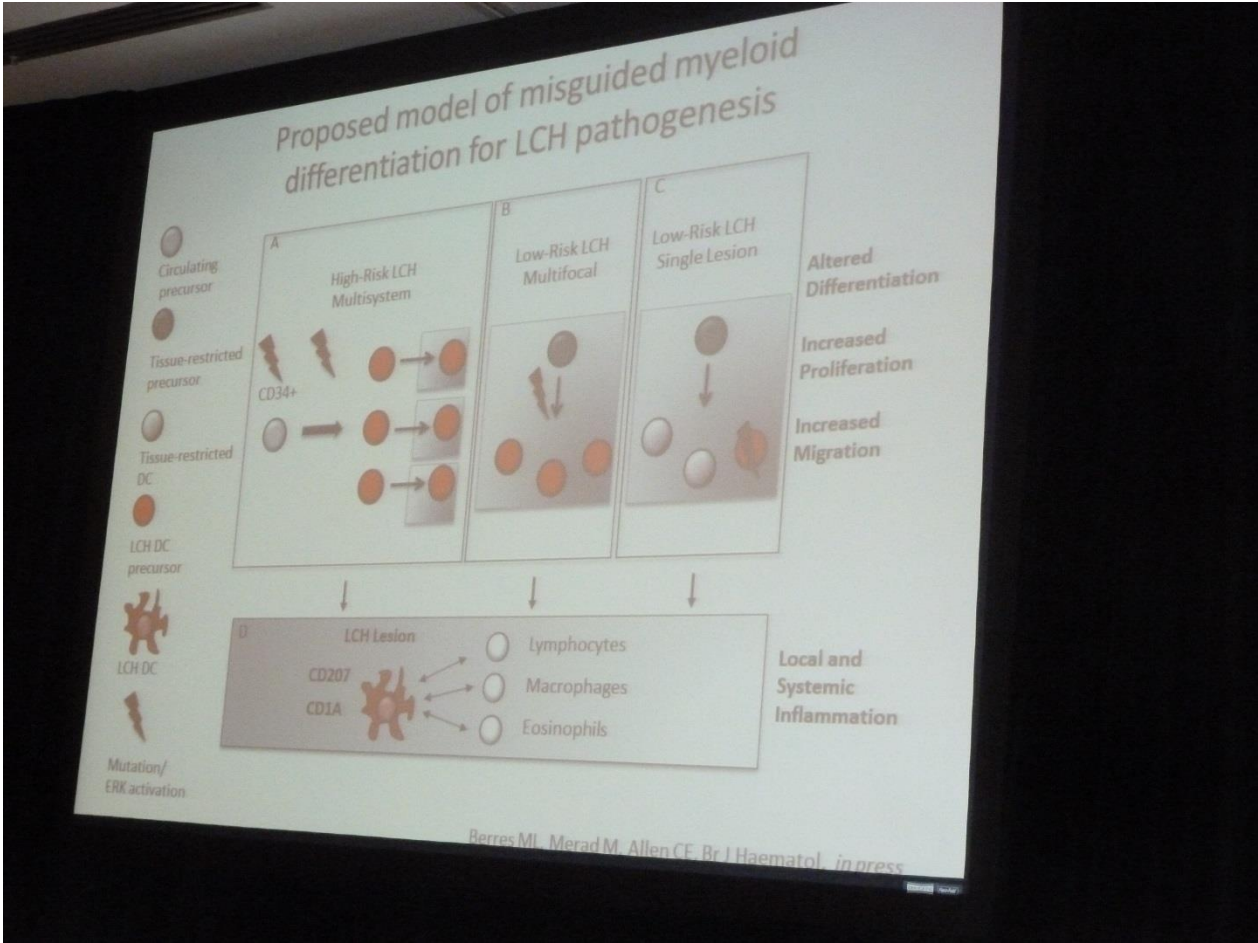 Proposed model of misguided myeloid
differentiation for LCH pathogenesis
Circulating
precursor
Tissue-restricted
precursor
Tissue-restricted
DC
LCH DC
precursor
LCH DC
Mutation/
ERK activation
A
High-Risk LCH
Multisystem
CD34+
B
Low-Risk LCH
Multifocal
C
Low-Risk LCH
Single Lesion
Altered
Differentiation
Increased
Proliferation
Increased
Migration
D
LCH Lesion
CD207
CD1A
Lymphocytes
Macrophages
Eosinophils
Local and
Systemic
Inflammation
Berres ML, Merad M, Allen CE, Br J Haematol, in press